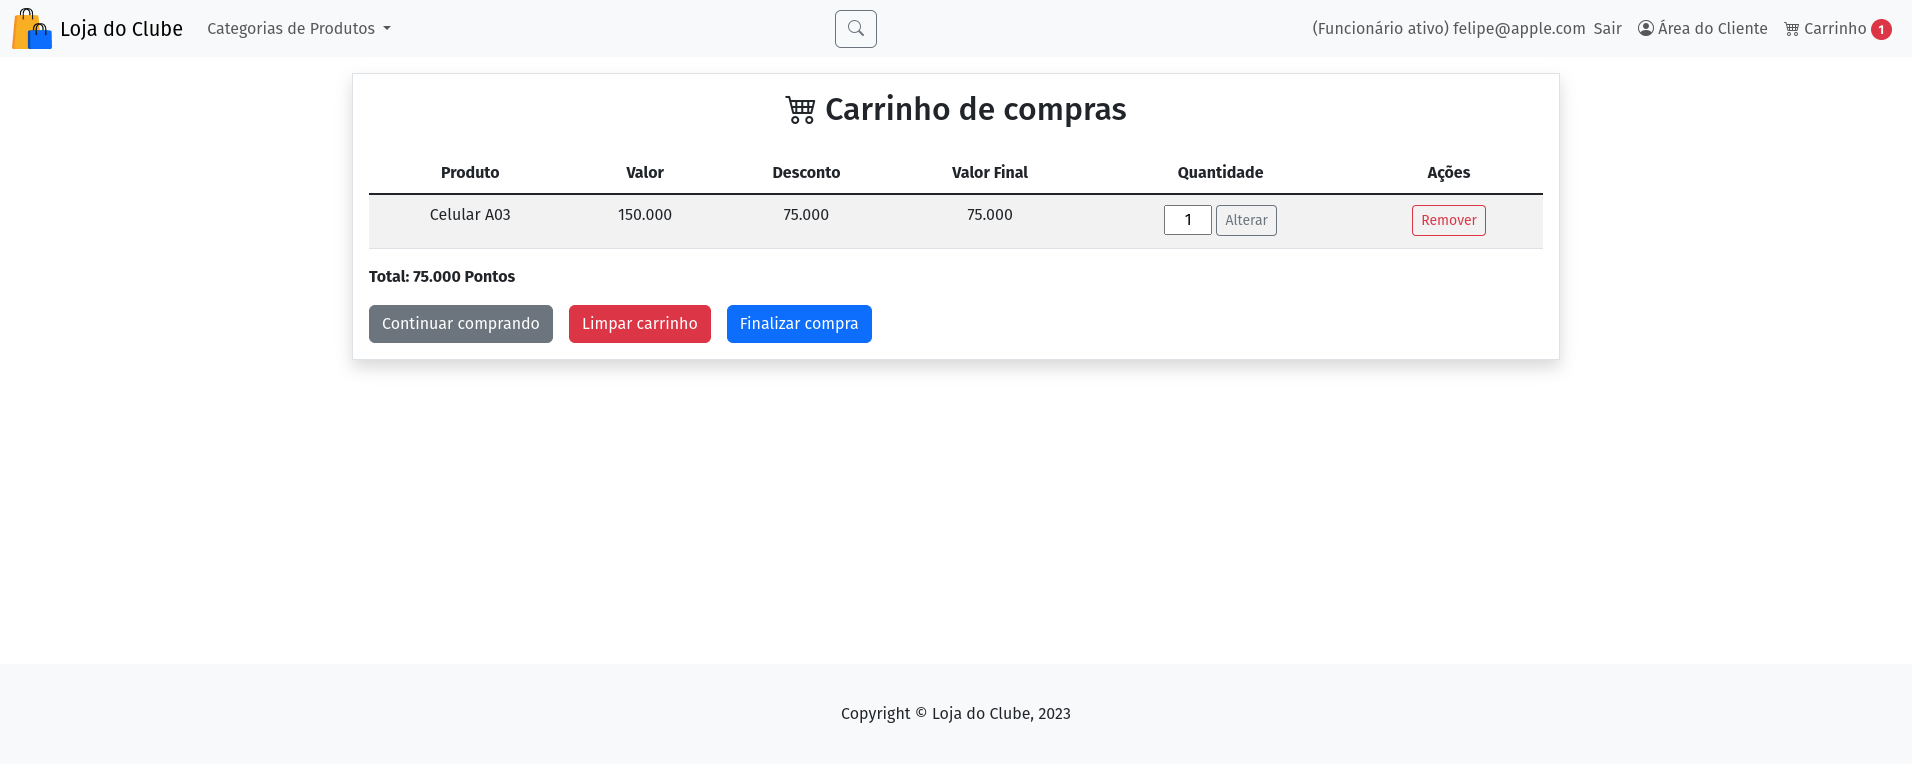 Loja do Clube Categorias de Produtos (Funcionário ativo) felipe@apple.com Sair Área do Cliente Carrinho 1
Carrinho de compras
Produto Valor Desconto Valor Final Quantidade Ações
Celular A03 150.000 75.000 75.000 1 Alterar Remover
Total: 75.000 Pontos
Continuar comprando Limpar carrinho Finalizar compra
Copyright © Loja do Clube, 2023